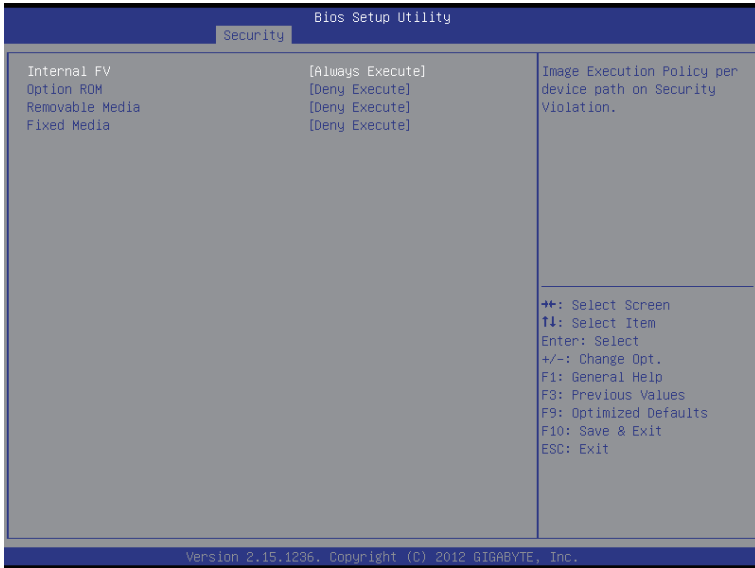 Bios Setup Utility
Security
Internal FV [Always Execute]
Option ROM [Deny Execute]
Removable Media [Deny Execute]
Fixed Media [Deny Execute]
Image Execution Policy per
device path on Security
Violation.
→←: Select Screen
↑↓: Select Item
Enter: Select
+/-: Change Opt.
F1: General Help
F3: Previous Values
F9: Optimized Defaults
F10: Save & Exit
ESC: Exit
Version 2.15.1236. Copyright (C) 2012 GIGABYTE, Inc.